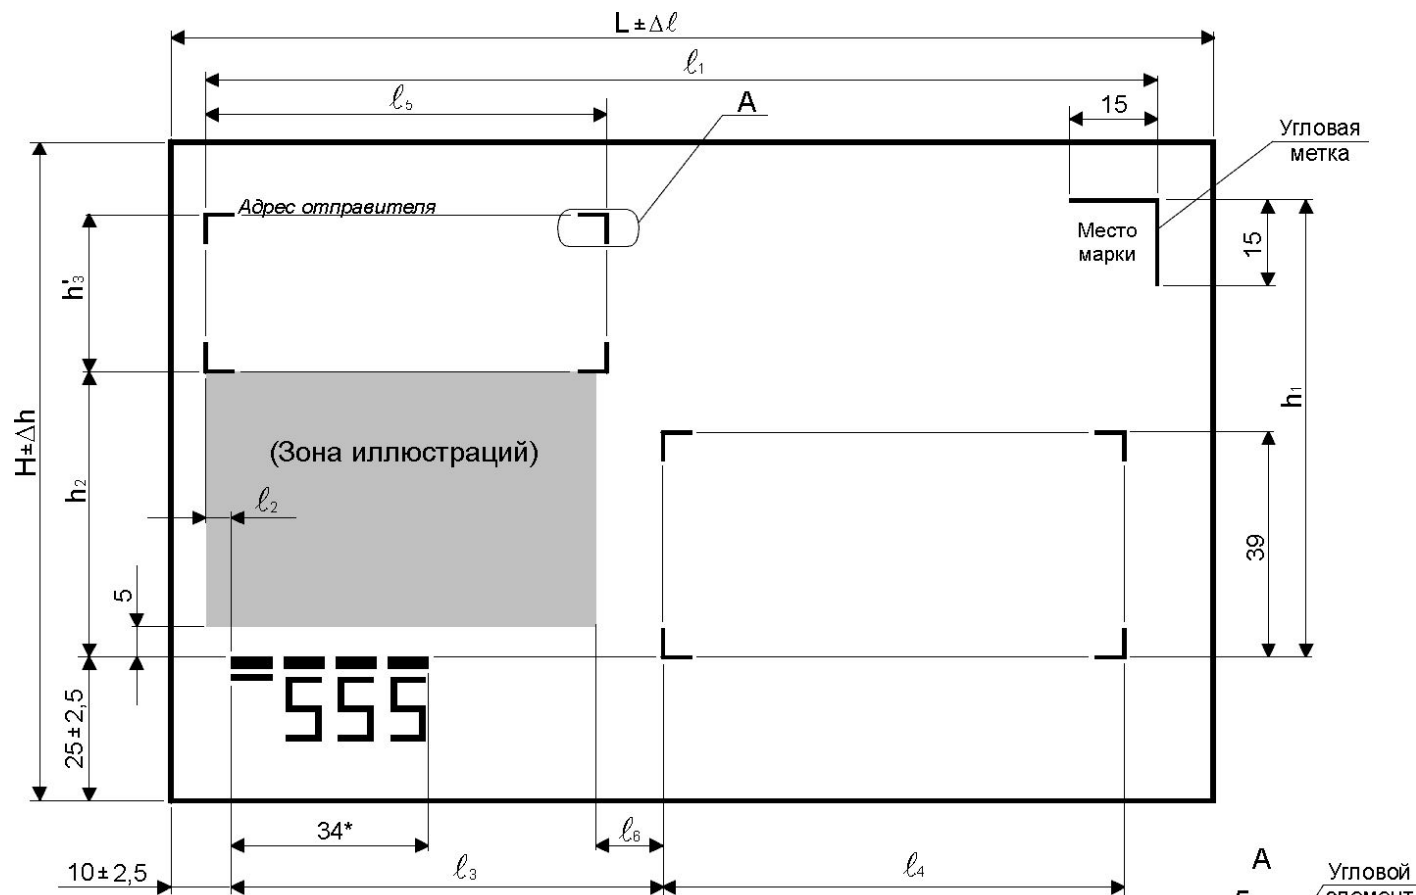 L ± Δℓ
ℓ₁
ℓ₅
А
15
Угловая
метка
Адрес отправителя
Место
марки
15
h'₃
h₁
H±Δh
(Зона иллюстраций)
h₂
ℓ₂
39
5
25 ± 2,5
555
34*
ℓ₆
10 ± 2,5
ℓ₃
ℓ₄
А
Угловой